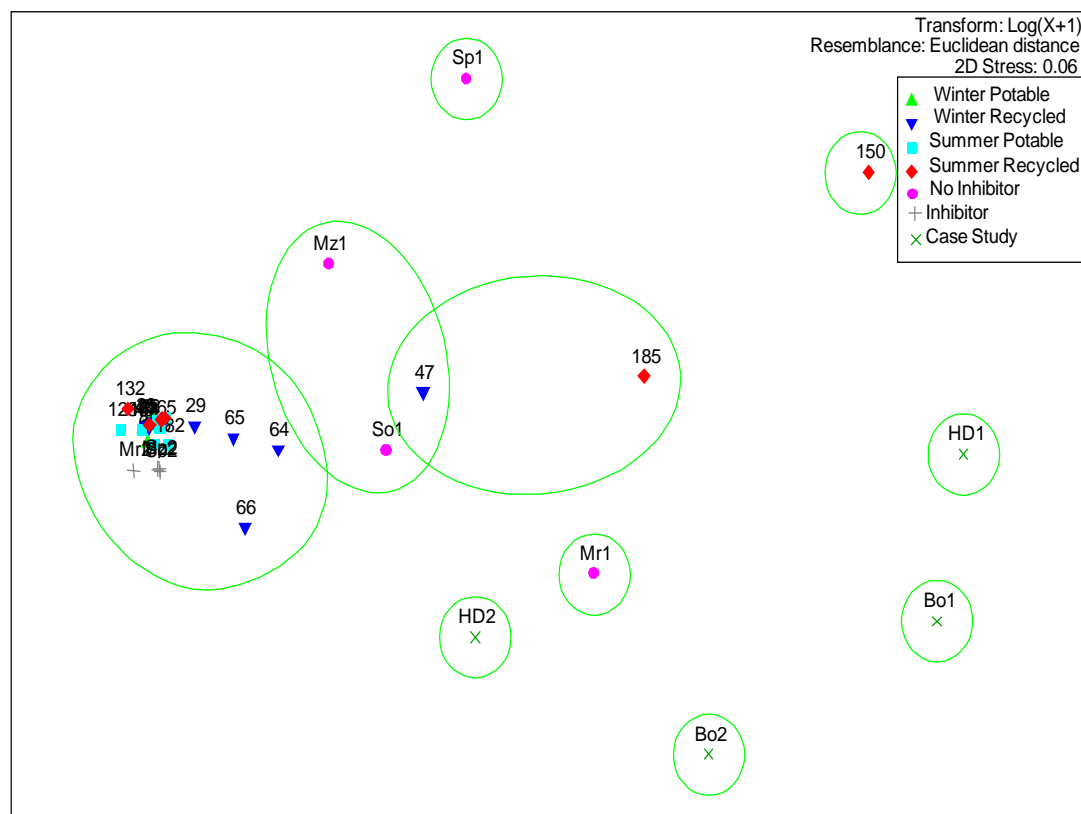 Transform: Log(X+1)
Resemblance: Euclidean distance
2D Stress: 0.06
Winter Potable
Winter Recycled
Summer Potable
Summer Recycled
No Inhibitor
Inhibitor
Case Study
Sp1
150
Mz1
47
185
132
29
65
64
So1
HD1
66
Mr1
HD2
Bo1
Bo2